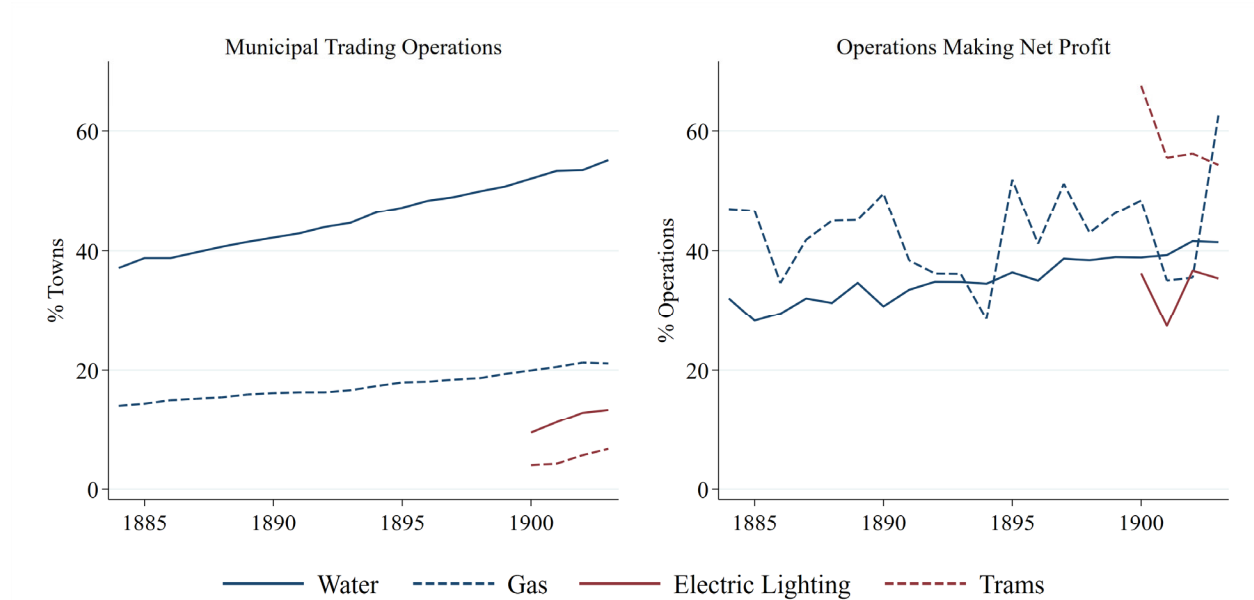 Municipal Trading Operations
% Towns
60
40
20
0
1885 1890 1895 1900
Operations Making Net Profit
% Operations
60
40
20
0
1885 1890 1895 1900
Water Gas Electric Lighting Trams